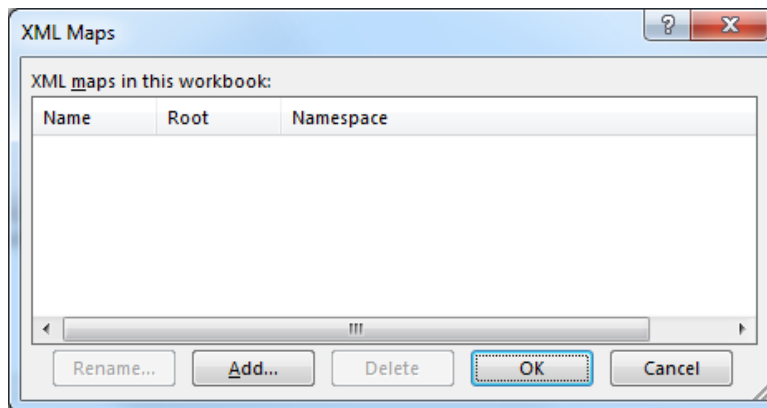 XML Maps
XML maps in this workbook:
Name Root Namespace
Rename... Add... Delete OK Cancel